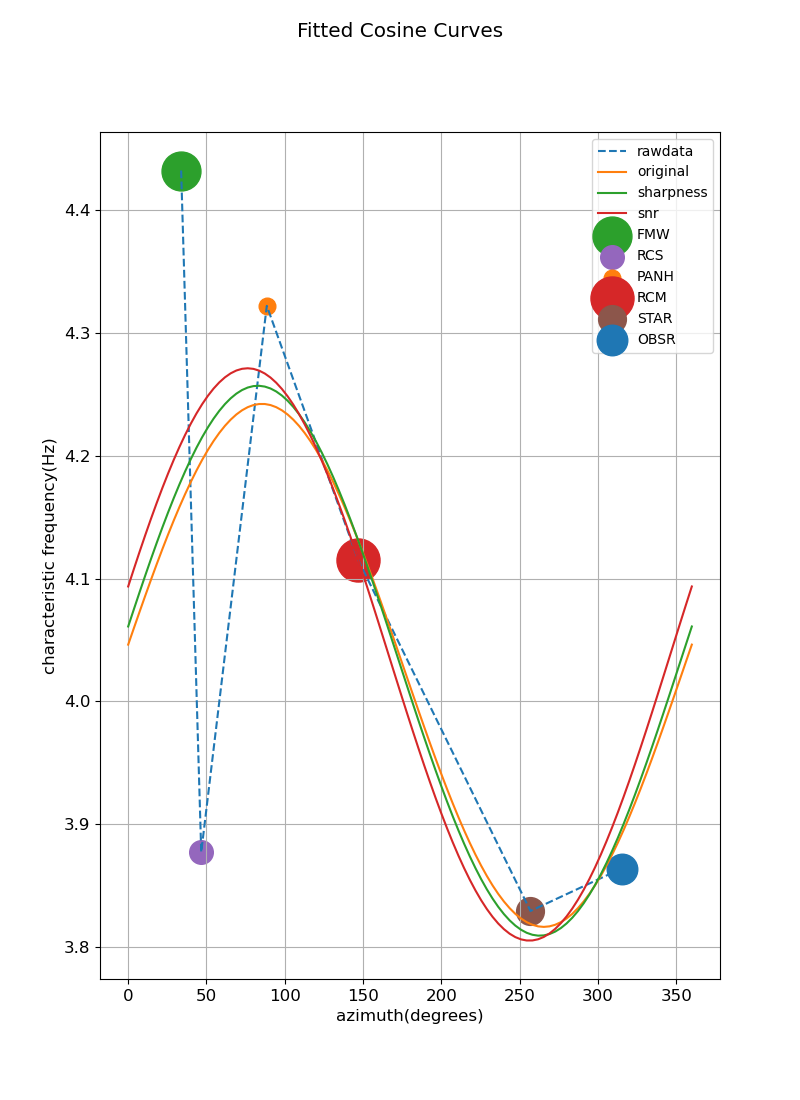 Fitted Cosine Curves
rawdata
original
sharpness
snr
FMW
RCS
PANH
RCM
STAR
OBSR
characteristic frequency(Hz)
4.4
4.3
4.2
4.1
4.0
3.9
3.8
0 50 100 150 200 250 300 350
azimuth(degrees)